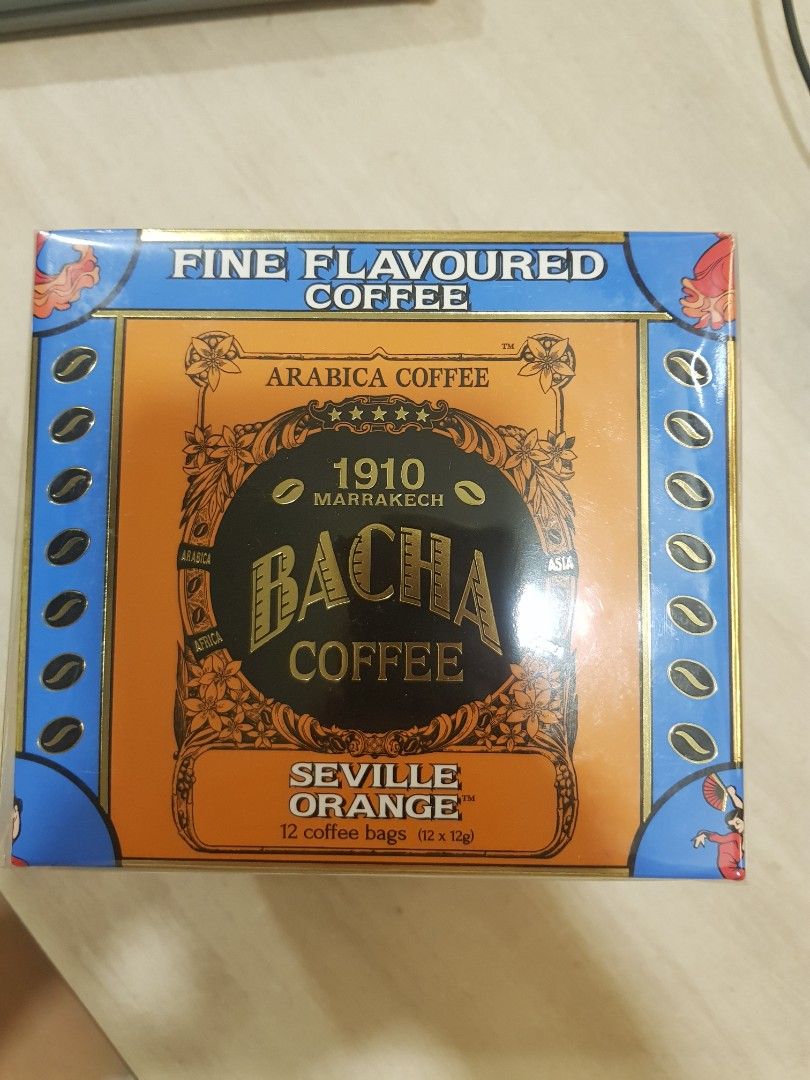 FINE FLAVOURED
COFFEE
™
ARABICA COFFEE
1910
MARRAKECH
ARABICA
ASIA
BACHA
AFRICA
COFFEE
SEVILLE
ORANGE™
12 coffee bags (12 x 12g)